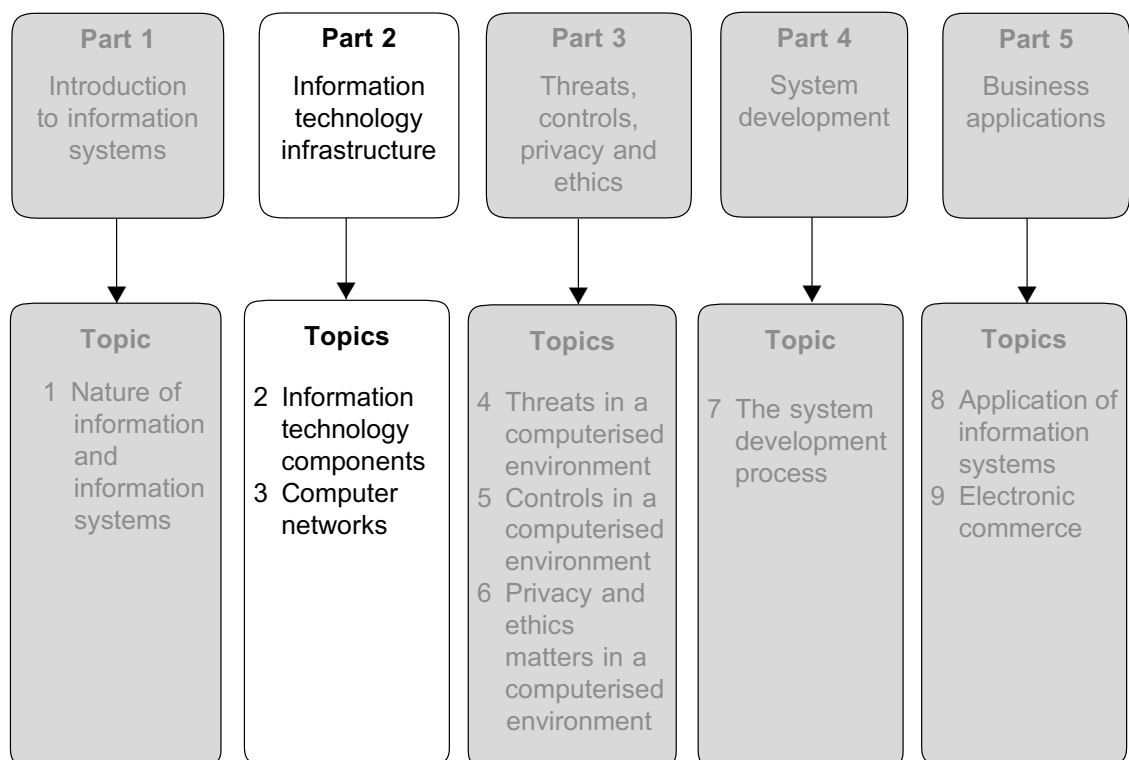 Part 1
Introduction
to information
systems
Part 2
Information
technology
infrastructure
Part 3
Threats,
controls,
privacy and
ethics
Part 4
System
development
Part 5
Business
applications
Topic
1 Nature of
information
and
information
systems
Topics
2 Information
technology
components
3 Computer
networks
Topics
4 Threats in a
computerised
environment
5 Controls in a
computerised
environment
6 Privacy and
ethics
matters in a
computerised
environment
Topic
7 The system
development
process
Topics
8 Application of
information
systems
9 Electronic
commerce